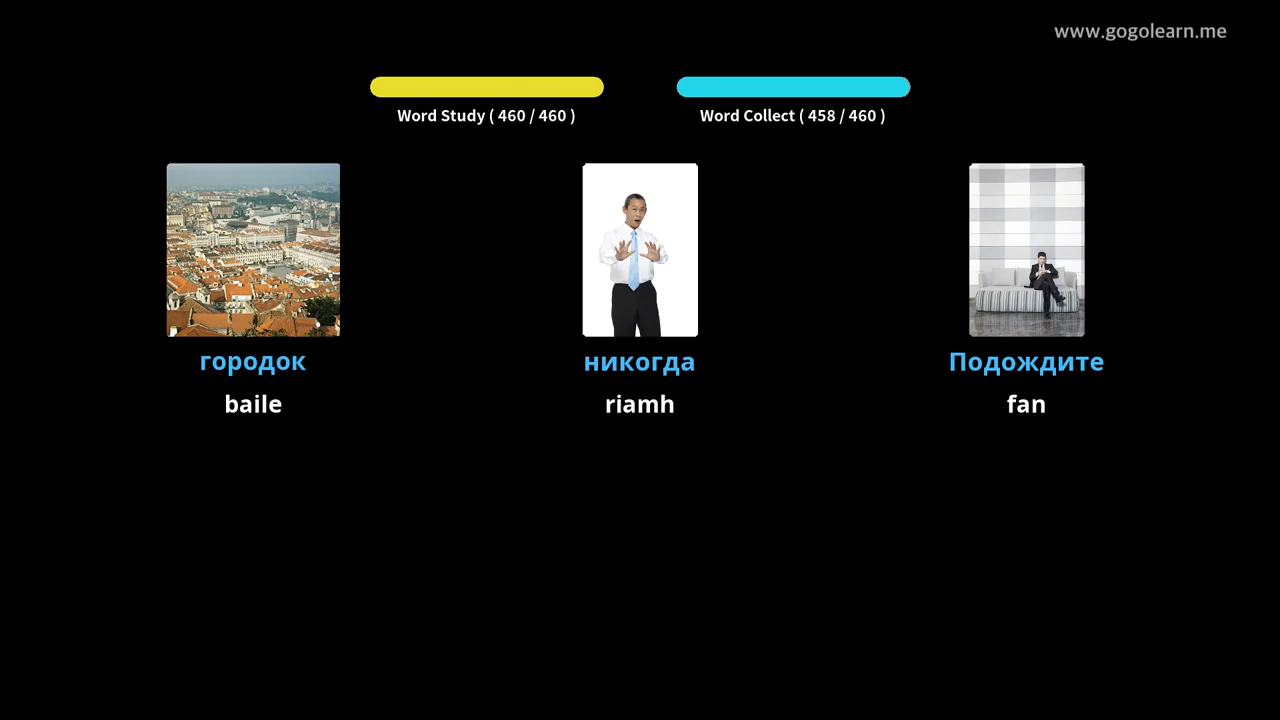 www.gogolearn.me
Word Study ( 460 / 460 )
Word Collect ( 458 / 460 )
городок
никогда
Подождите
baile
riamh
fan